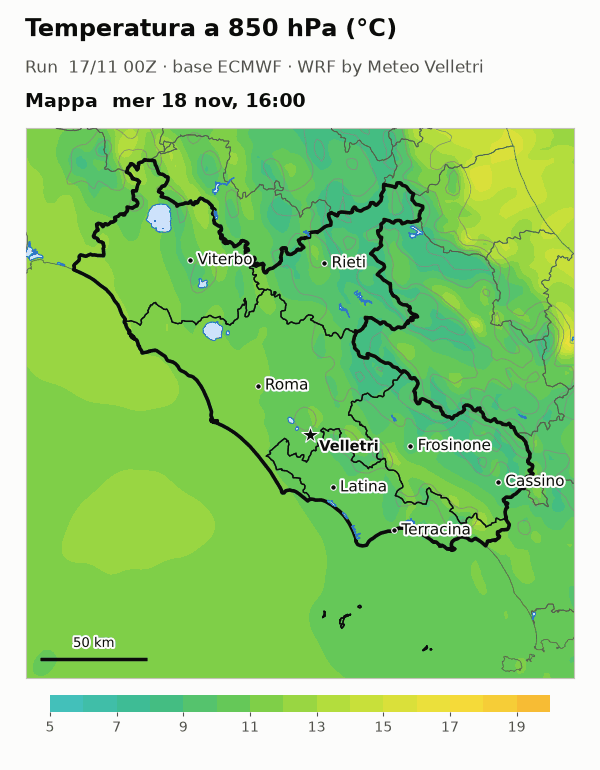 Temperatura a 850 hPa (°C)
Run  17/11 00Z · base ECMWF · WRF by Meteo Velletri
Mappa  mer 18 nov, 16:00
Viterbo
Rieti
Roma
Velletri
Frosinone
Latina
Cassino
Terracina
50 km
5 7 9 11 13 15 17 19